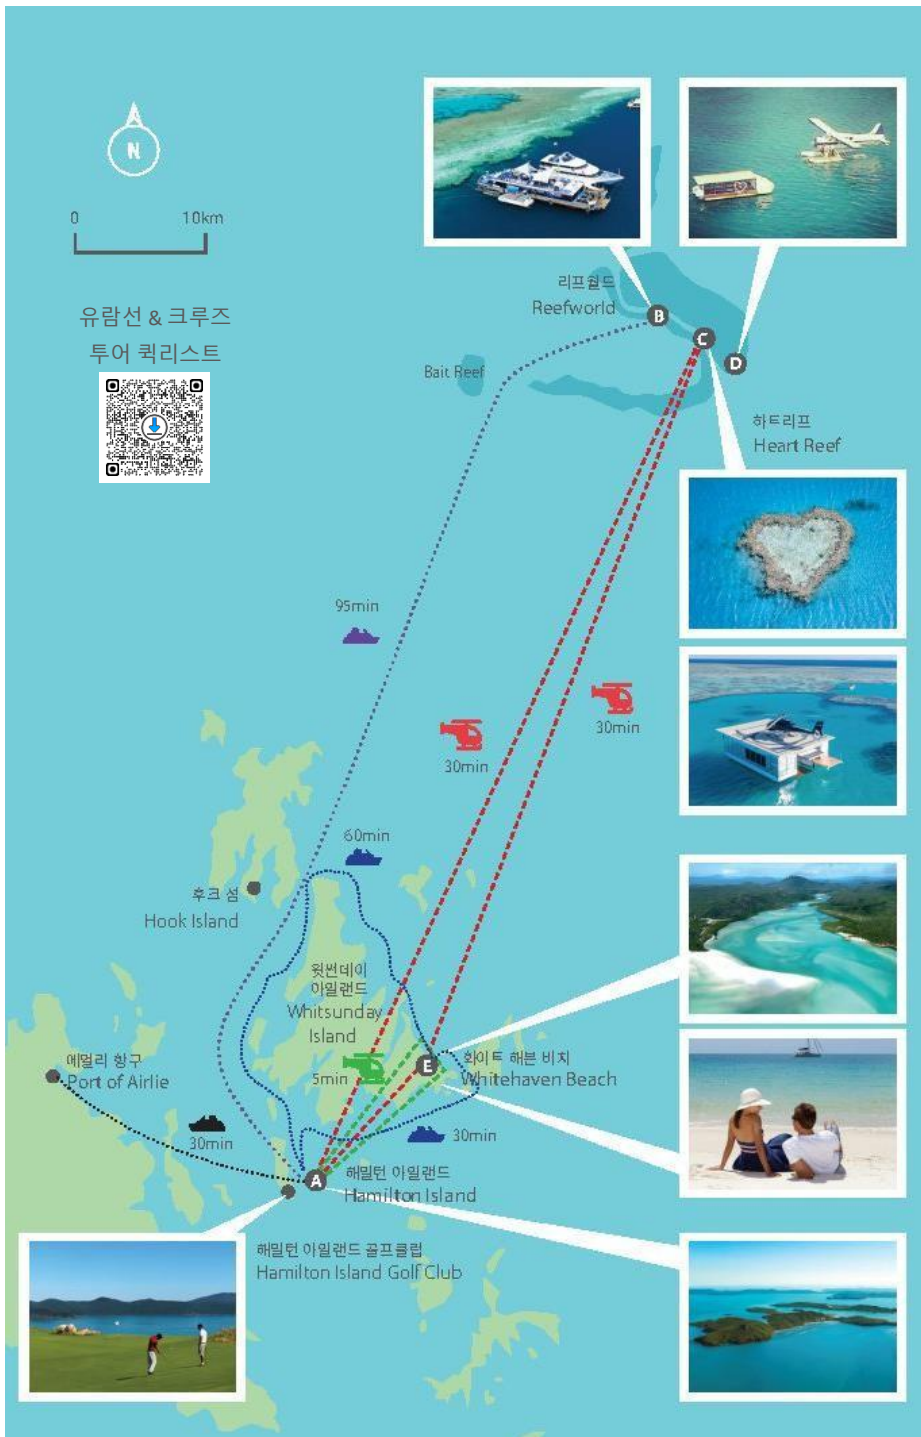 N
0 10km
유람선 & 크루즈
투어 퀵리스트
리프월드
Reefworld
B
C
D
Bait Reef
하트리프
Heart Reef
95min
30min
30min
60min
후크 섬
Hook Island
윗썬데이
아일랜드
Whitsunday
Island
에얼리 항구
Port of Airlie
5min
E
화이트 해븐 비치
Whitehaven Beach
30min
30min
A
해밀턴 아일랜드
Hamilton Island
해밀턴 아일랜드 골프클럽
Hamilton Island Golf Club